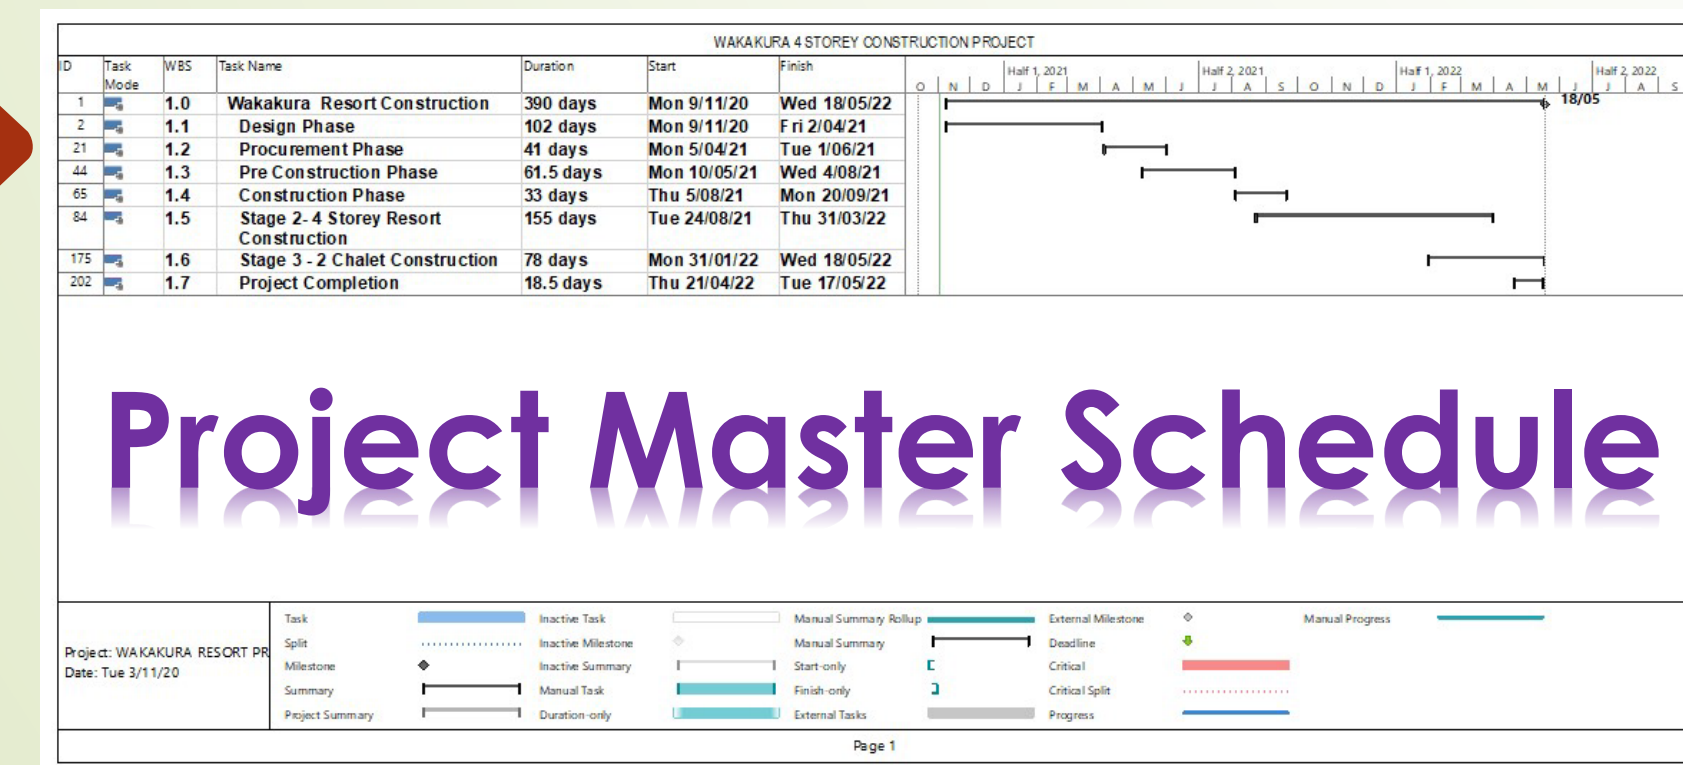 WAKAKURA 4 STOREY CONSTRUCTION PROJECT
ID Task Mode WBS Task Name Duration Start Finish
Half 1, 2021 Half 2, 2021 Half 1, 2022 Half 2, 2022
O N D J F M A M J J A S O N D J F M A M J J A S
1 1.0 Wakakura Resort Construction 390 days Mon 9/11/20 Wed 18/05/22 18/05
2 1.1 Design Phase 102 days Mon 9/11/20 Fri 2/04/21
21 1.2 Procurement Phase 41 days Mon 5/04/21 Tue 1/06/21
44 1.3 Pre Construction Phase 61.5 days Mon 10/05/21 Wed 4/08/21
65 1.4 Construction Phase 33 days Thu 5/08/21 Mon 20/09/21
84 1.5 Stage 2- 4 Storey Resort 155 days Tue 24/08/21 Thu 31/03/22
Construction
175 1.6 Stage 3 - 2 Chalet Construction 78 days Mon 31/01/22 Wed 18/05/22
202 1.7 Project Completion 18.5 days Thu 21/04/22 Tue 17/05/22
Project Master Schedule
Project: WAKAKURA RESORT PR
Date: Tue 3/11/20
Task Inactive Task Manual Summary Rollup External Milestone Manual Progress
Split Inactive Milestone Manual Summary Deadline
Milestone Inactive Summary Start-only Critical
Summary Manual Task Finish-only Critical Split
Project Summary Duration-only External Tasks Progress
Page 1